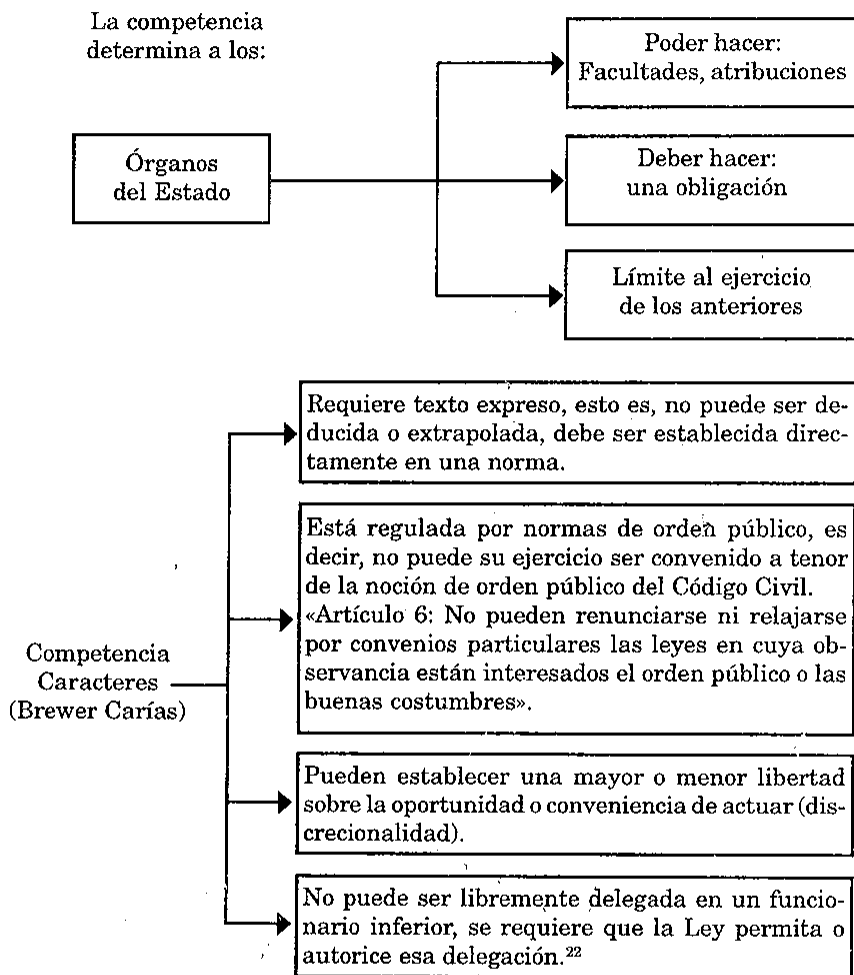 La competencia
determina a los:
Poder hacer:
Facultades, atribuciones
Órganos
del Estado
Deber hacer:
una obligación
Límite al ejercicio
de los anteriores
Requiere texto expreso, esto es, no puede ser de-
ducida o extrapolada, debe ser establecida direc-
tamente en una norma.
Está regulada por normas de orden público, es
decir, no puede su ejercicio ser convenido a tenor
de la noción de orden público del Código Civil.
«Artículo 6: No pueden renunciarse ni relajarse
por convenios particulares las leyes en cuya ob-
servancia están interesados el orden público o las
buenas costumbres».
Competencia
Caracteres
(Brewer Carías)
Pueden establecer una mayor o menor libertad
sobre la oportunidad o conveniencia de actuar (dis-
crecionalidad).
No puede ser libremente delegada en un funcio-
nario inferior, se requiere que la Ley permita o
autorice esa delegación.²²